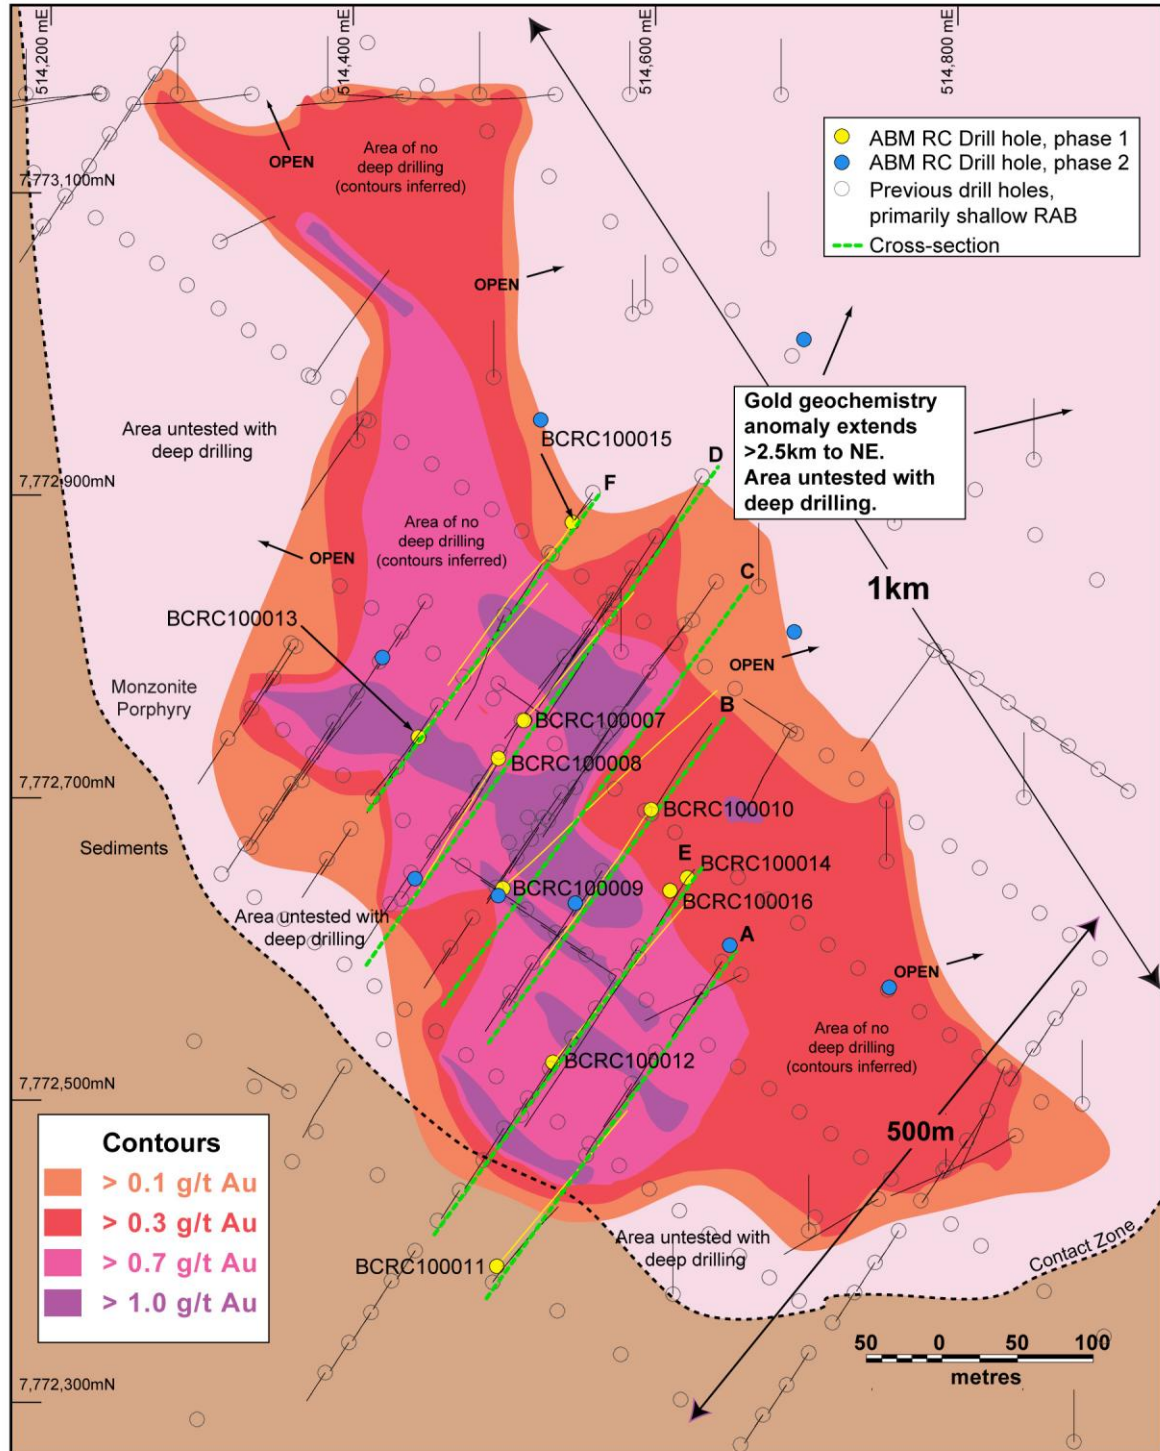 514,200 mE
514,400 mE
514,600 mE
514,800 mE
ABM RC Drill hole, phase 1
ABM RC Drill hole, phase 2
Previous drill holes,
primarily shallow RAB
Cross-section
OPEN
Area of no
deep drilling
(contours inferred)
7,773,100mN
OPEN
Gold geochemistry
anomaly extends
>2.5km to NE.
Area untested with
deep drilling.
Area untested with
deep drilling
BCRC100015
D
F
7,772,900mN
Area of no
deep drilling
(contours inferred)
OPEN
C
1km
BCRC100013
OPEN
Monzonite
Porphyry
B
BCRC100007
BCRC100008
7,772,700mN
BCRC100010
Sediments
E
BCRC100014
BCRC100009
BCRC100016
Area untested with
deep drilling
A
OPEN
Area of no
deep drilling
(contours inferred)
BCRC100012
7,772,500mN
500m
Contours
> 0.1 g/t Au
> 0.3 g/t Au
> 0.7 g/t Au
> 1.0 g/t Au
Area untested with
deep drilling
Contact Zone
BCRC100011
50 0 50 100
metres
7,772,300mN